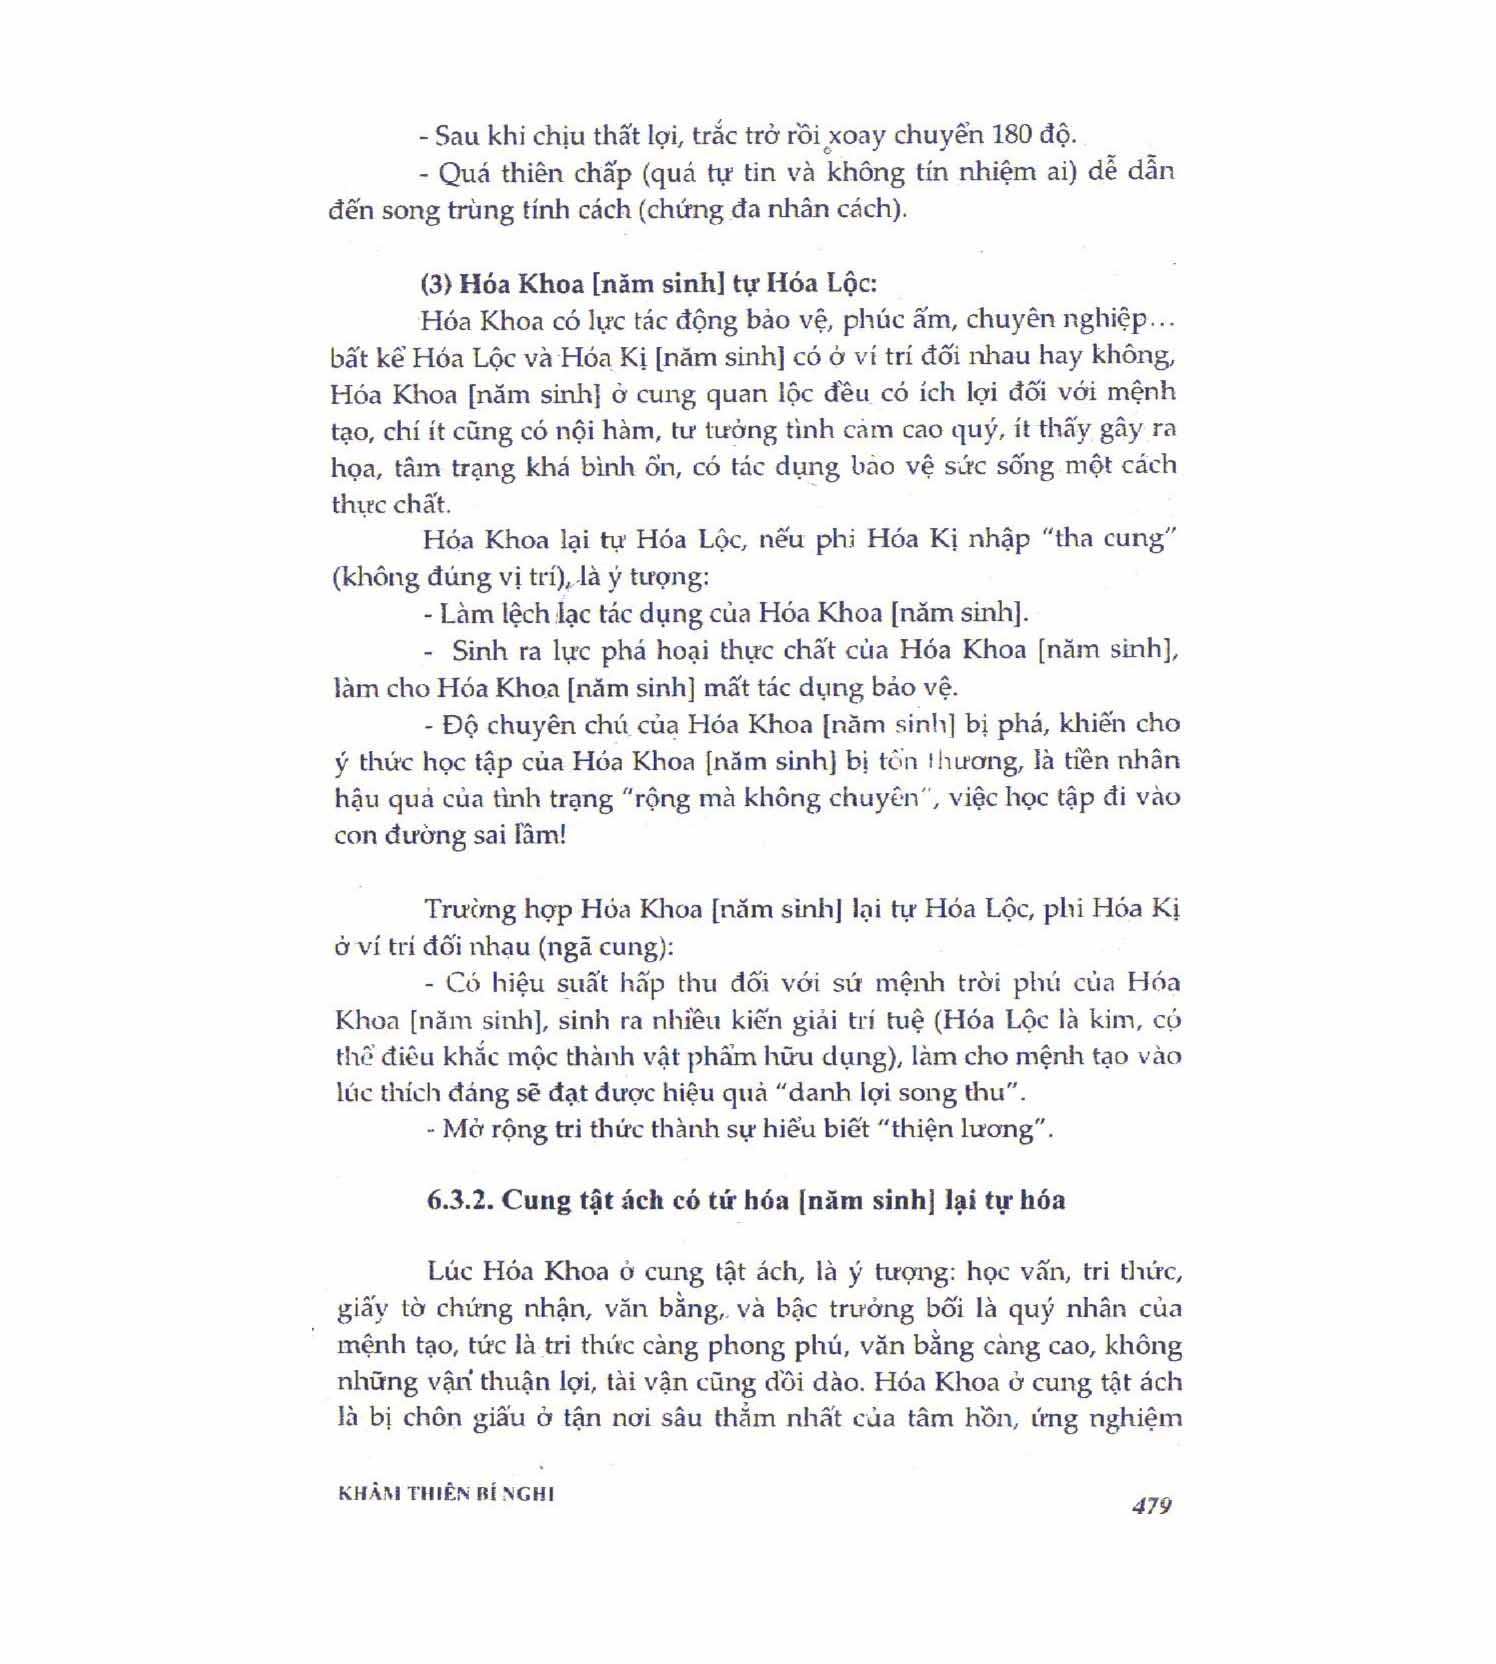 - Sau khi chịu thất lợi, trắc trở rồi xoay chuyển 180 độ.
- Quá thiên chấp (quá tự tin và không tín nhiệm ai) dễ dẫn
đến song trùng tính cách (chứng đa nhân cách).
(3) Hóa Khoa [năm sinh] tự Hóa Lộc:
Hóa Khoa có lực tác động bảo vệ, phúc ấm, chuyên nghiệp...
bất kể Hóa Lộc và Hóa Kị [năm sinh] có ở ví trí đối nhau hay không,
Hóa Khoa [năm sinh] ở cung quan lộc đều có ích lợi đối với mệnh
tạo, chí ít cũng có nội hàm, tư tưởng tình cảm cao quý, ít thấy gây ra
họa, tâm trạng khá bình ổn, có tác dụng bảo vệ sức sống một cách
thực chất.
Hóa Khoa lại tự Hóa Lộc, nếu phi Hóa Kị nhập "tha cung"
(không đúng vị trí), là ý tượng:
- Làm lệch lạc tác dụng của Hóa Khoa [năm sinh].
- Sinh ra lực phá hoại thực chất của Hóa Khoa [năm sinh],
làm cho Hóa Khoa [năm sinh] mất tác dụng bảo vệ.
- Độ chuyên chú của Hóa Khoa [năm sinh] bị phá, khiến cho
ý thức học tập của Hóa Khoa [năm sinh] bị tổn thương, là tiền nhân
hậu quả của tình trạng "rộng mà không chuyên", việc học tập đi vào
con đường sai lầm!
Trường hợp Hóa Khoa [năm sinh] lại tự Hóa Lộc, phi Hóa Kị
ở ví trí đối nhau (ngã cung):
- Có hiệu suất hấp thu đối với sứ mệnh trời phú của Hóa
Khoa [năm sinh], sinh ra nhiều kiến giải trí tuệ (Hóa Lộc là kim, có
thể điêu khắc mộc thành vật phẩm hữu dụng), làm cho mệnh tạo vào
lúc thích đáng sẽ đạt được hiệu quả "danh lợi song thu".
- Mở rộng tri thức thành sự hiểu biết "thiện lương".
6.3.2. Cung tật ách có tứ hóa [năm sinh] lại tự hóa
Lúc Hóa Khoa ở cung tật ách, là ý tượng: học vấn, tri thức,
giấy tờ chứng nhận, văn bằng, và bậc trưởng bối là quý nhân của
mệnh tạo, tức là tri thức càng phong phú, văn bằng càng cao, không
những vận thuận lợi, tài vận cũng dồi dào. Hóa Khoa ở cung tật ách
là bị chôn giấu ở tận nơi sâu thẳm nhất của tâm hồn, ứng nghiệm
KHÂM THIÊN BÍ NGHI
479